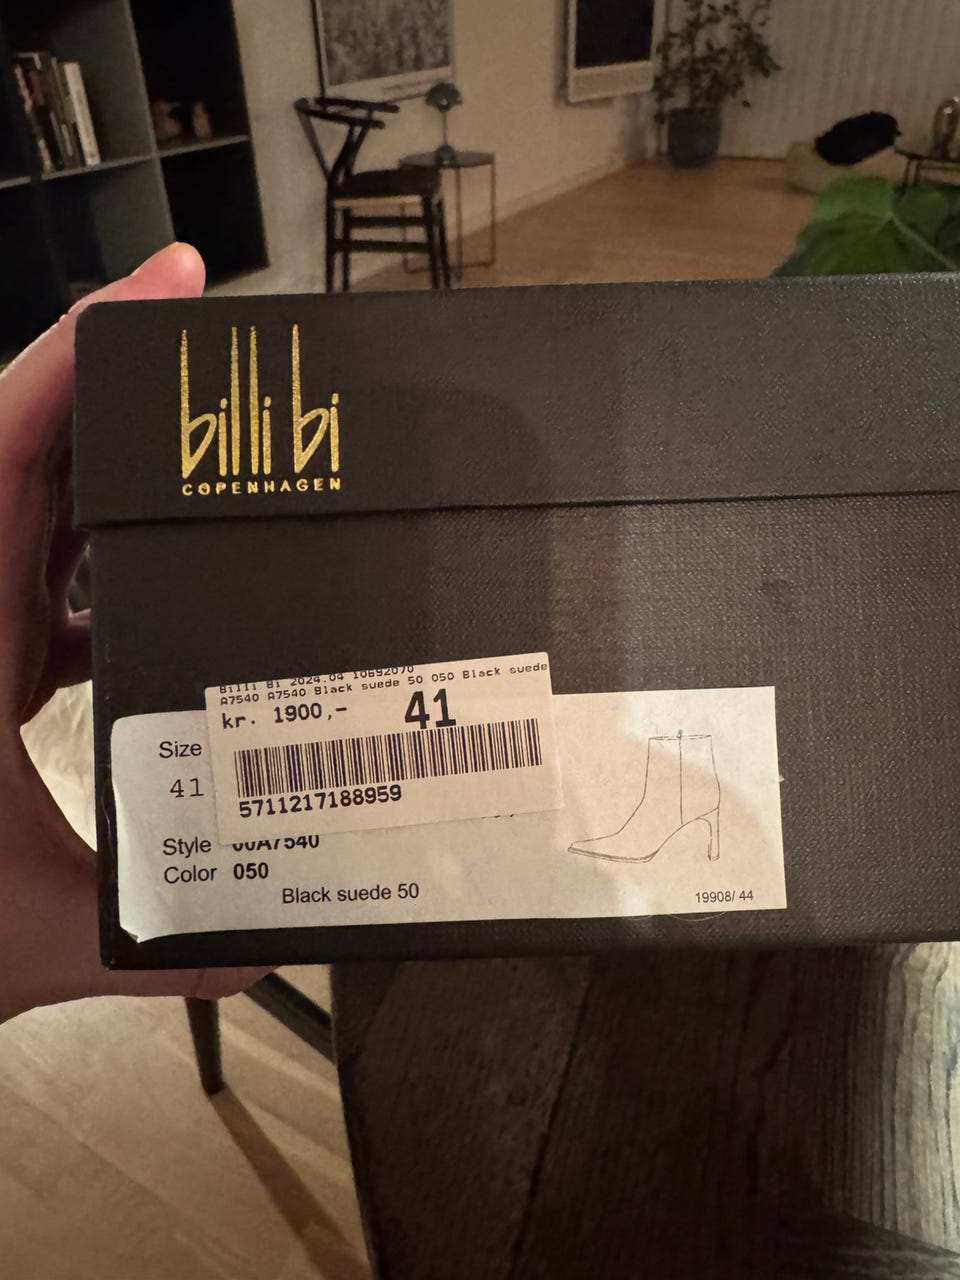 billi bi
COPENHAGEN
Billi Bi 2024.04 10692070
A7540 A7540 Black suede 50 050 Black suede
kr. 1900,- 41
5711217188959
Size
41
Style 00A7540
Color 050
Black suede 50
19908/ 44